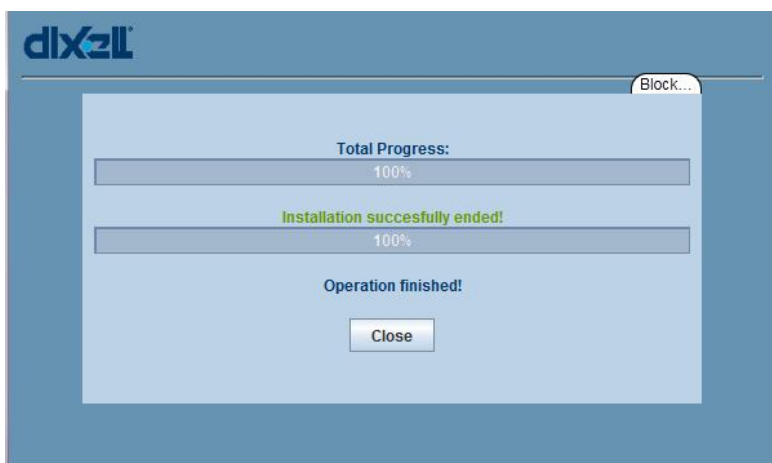 dixell
Block...
Total Progress:
100%
Installation succesfully ended!
100%
Operation finished!
Close